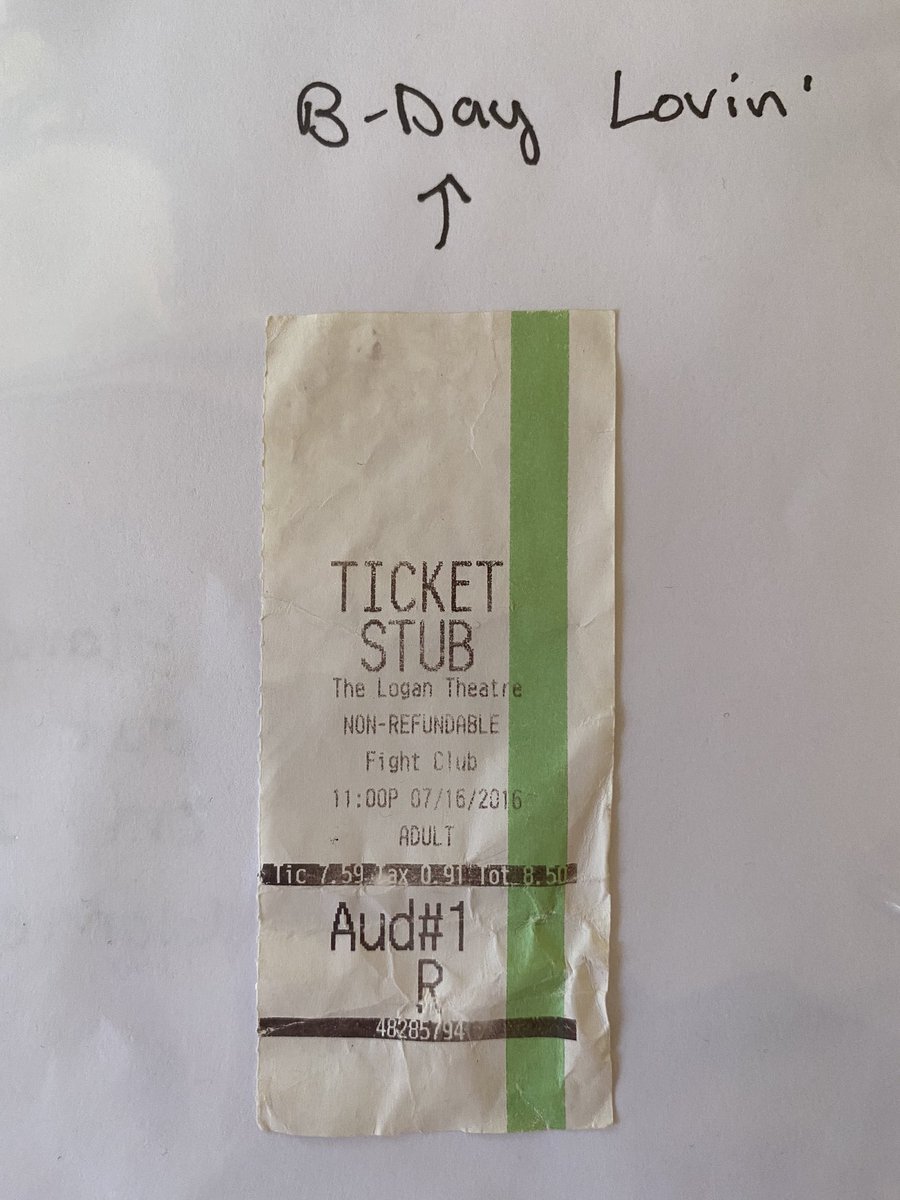 B-Day Lovin'
↑
TICKET
STUB
The Logan Theatre
NON-REFUNDABLE
Fight Club
11:00P 07/16/2016
ADULT
Tic 7.59 Tax 0.91 Tot 8.50
Aud#1
R
48285794